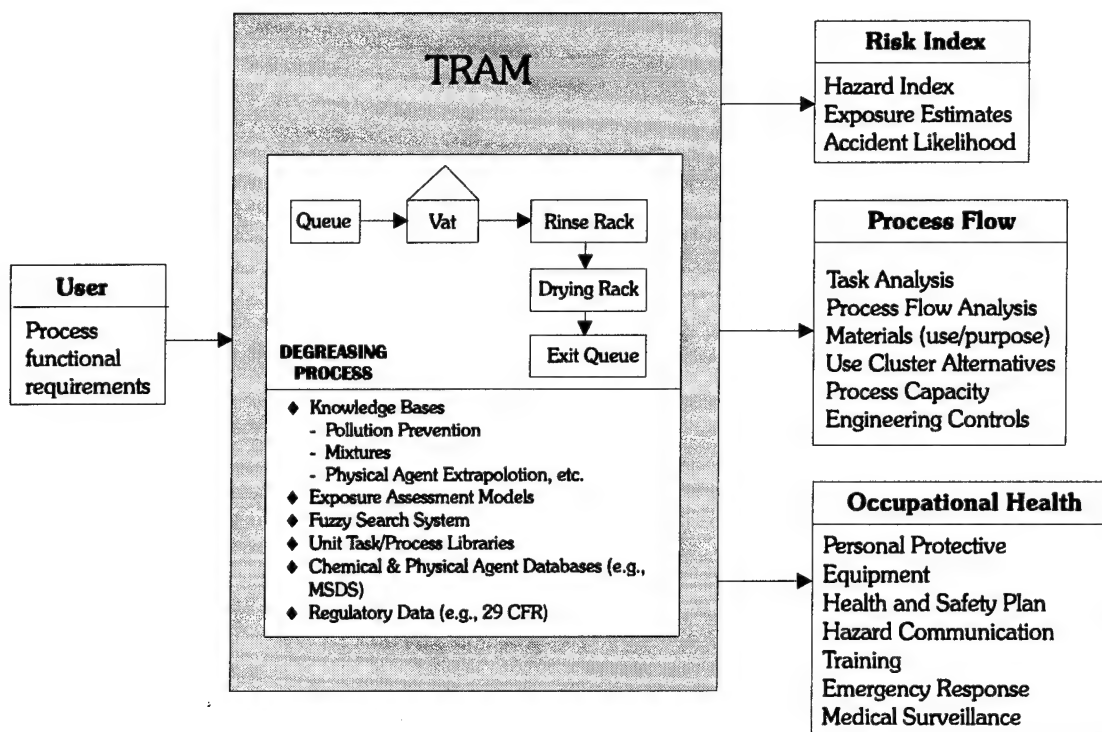 User
Process
functional
requirements
TRAM
Queue
Vat
Rinse Rack
Drying Rack
Exit Queue
DEGREASING
PROCESS
♦ Knowledge Bases
- Pollution Prevention
- Mixtures
- Physical Agent Extrapolotion, etc.
♦ Exposure Assessment Models
♦ Fuzzy Search System
♦ Unit Task/Process Libraries
♦ Chemical & Physical Agent Databases (e.g.,
MSDS)
♦ Regulatory Data (e.g., 29 CFR)
Risk Index
Hazard Index
Exposure Estimates
Accident Likelihood
Process Flow
Task Analysis
Process Flow Analysis
Materials (use/purpose)
Use Cluster Alternatives
Process Capacity
Engineering Controls
Occupational Health
Personal Protective
Equipment
Health and Safety Plan
Hazard Communication
Training
Emergency Response
Medical Surveillance